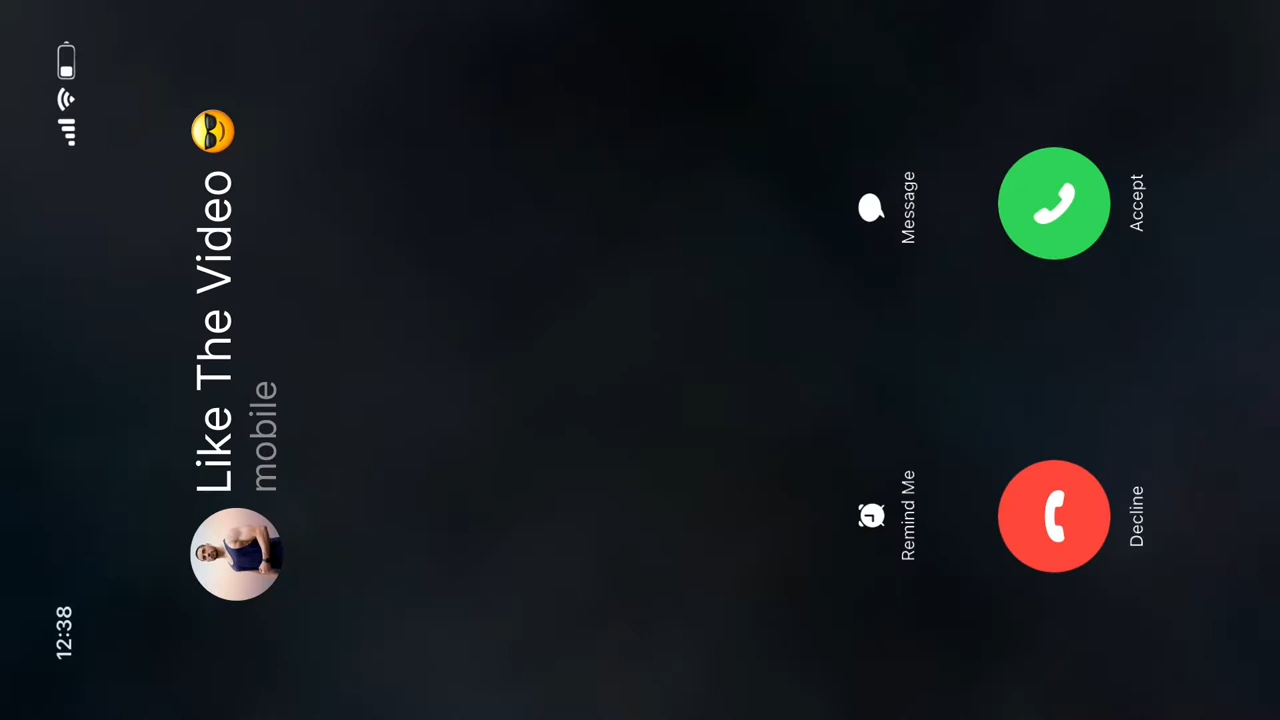 12:38
Like The Video 😎
mobile
Remind Me
Message
Decline
Accept